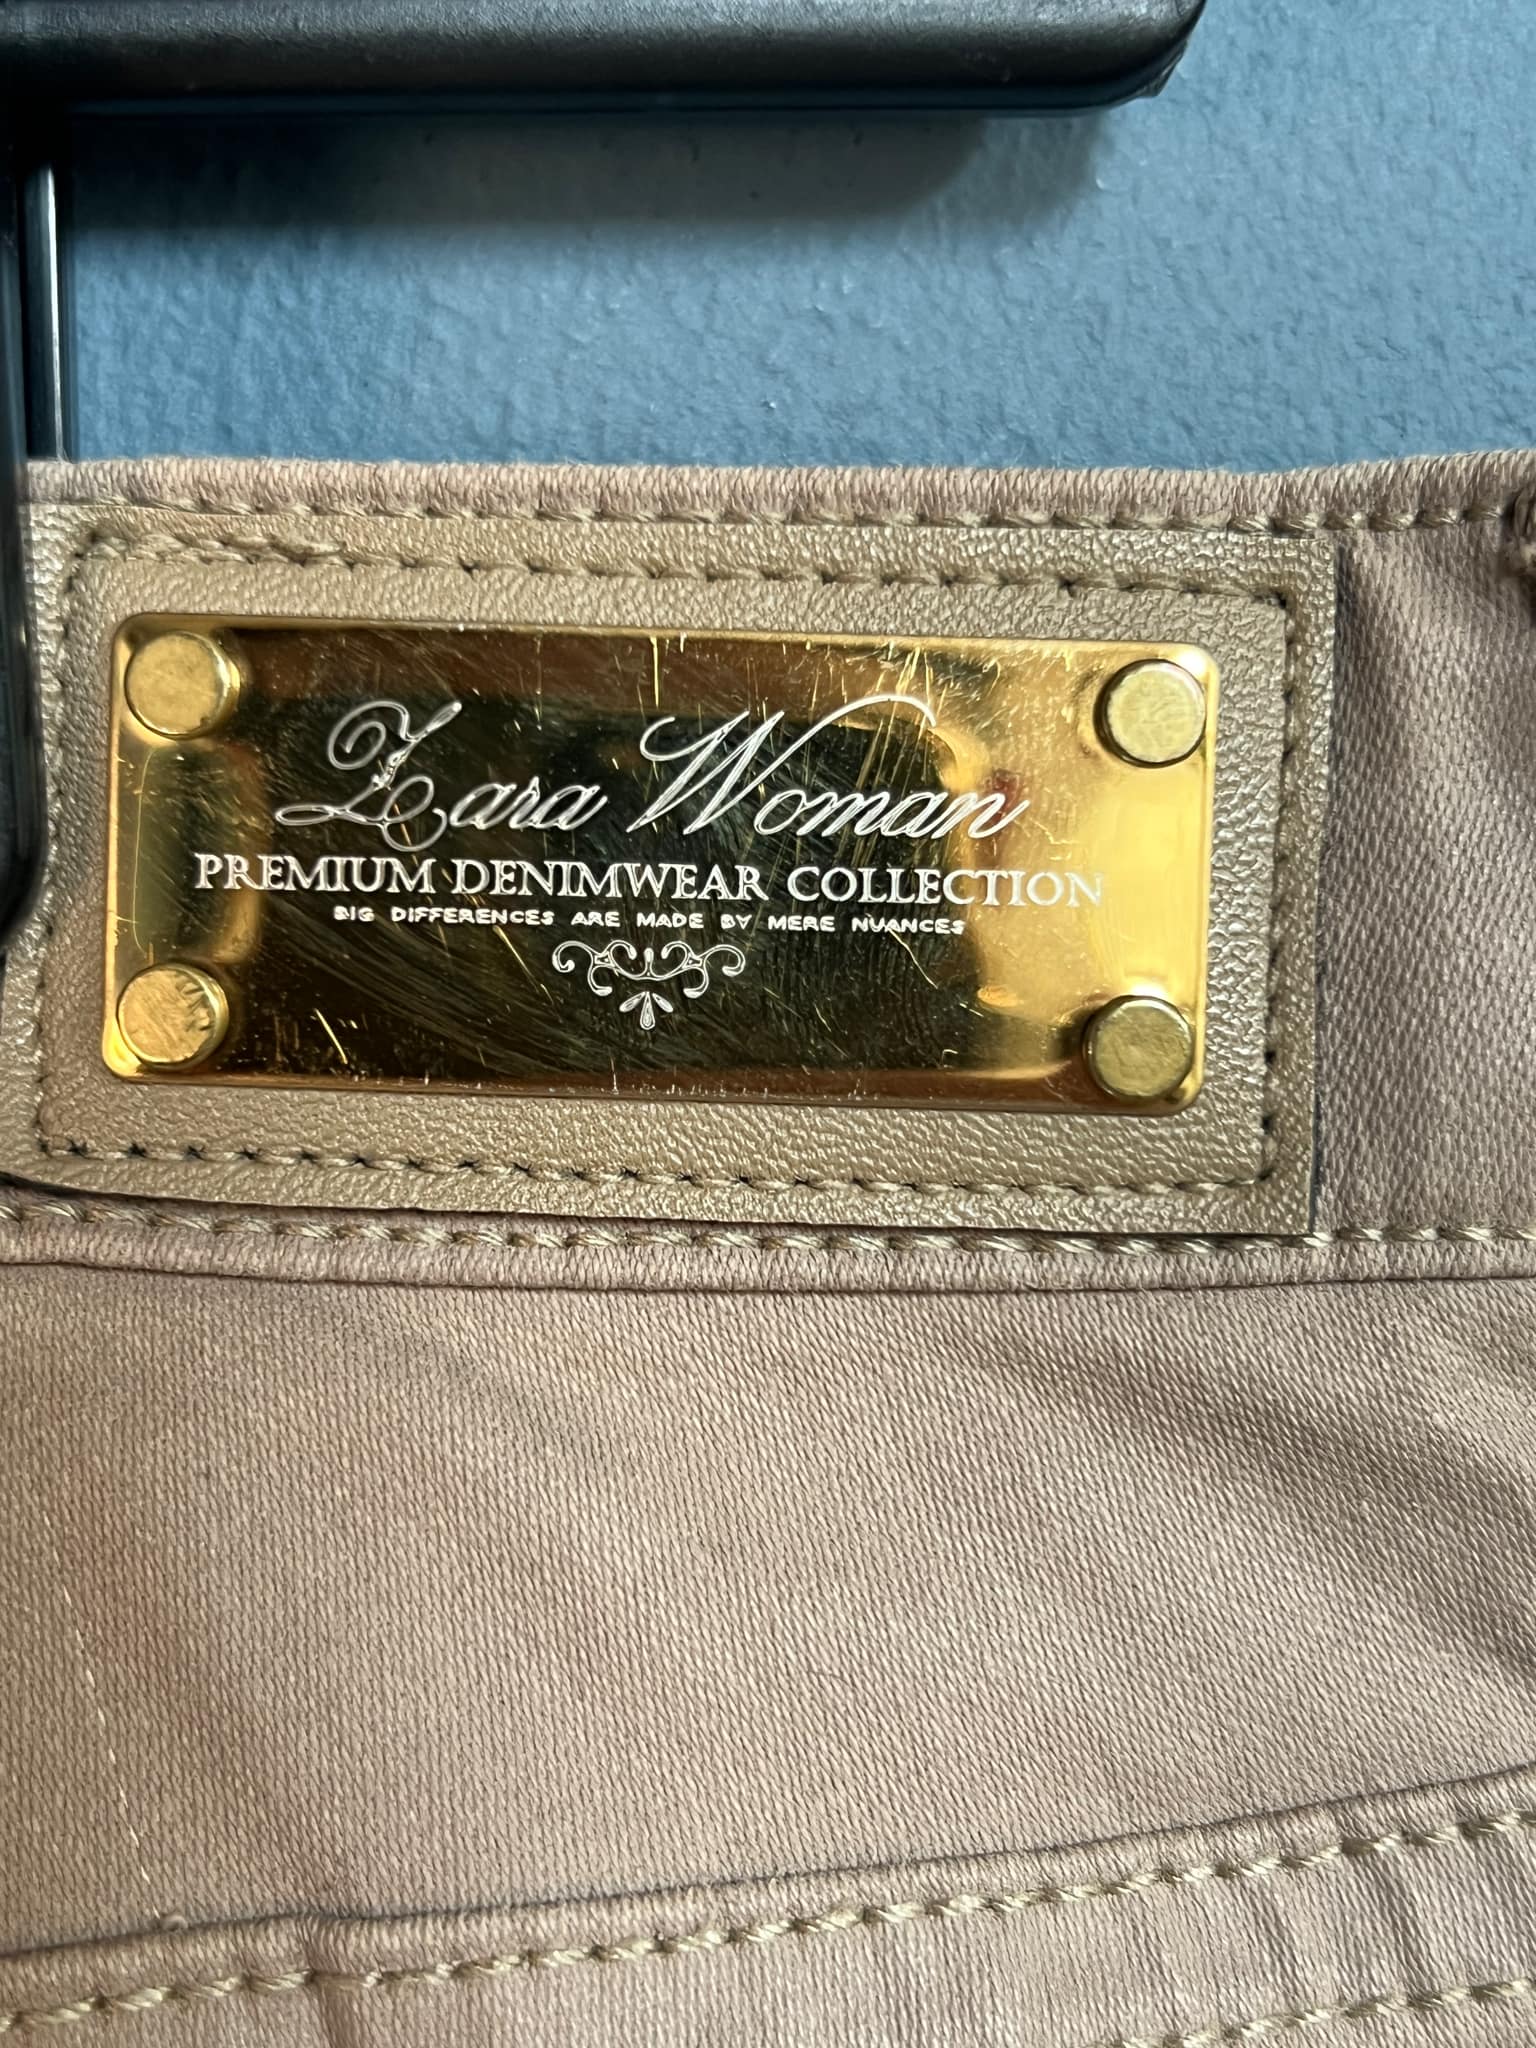 Zara Woman
PREMIUM DENIMWEAR COLLECTION
BIG DIFFERENCES ARE MADE BY MERE NUANCES